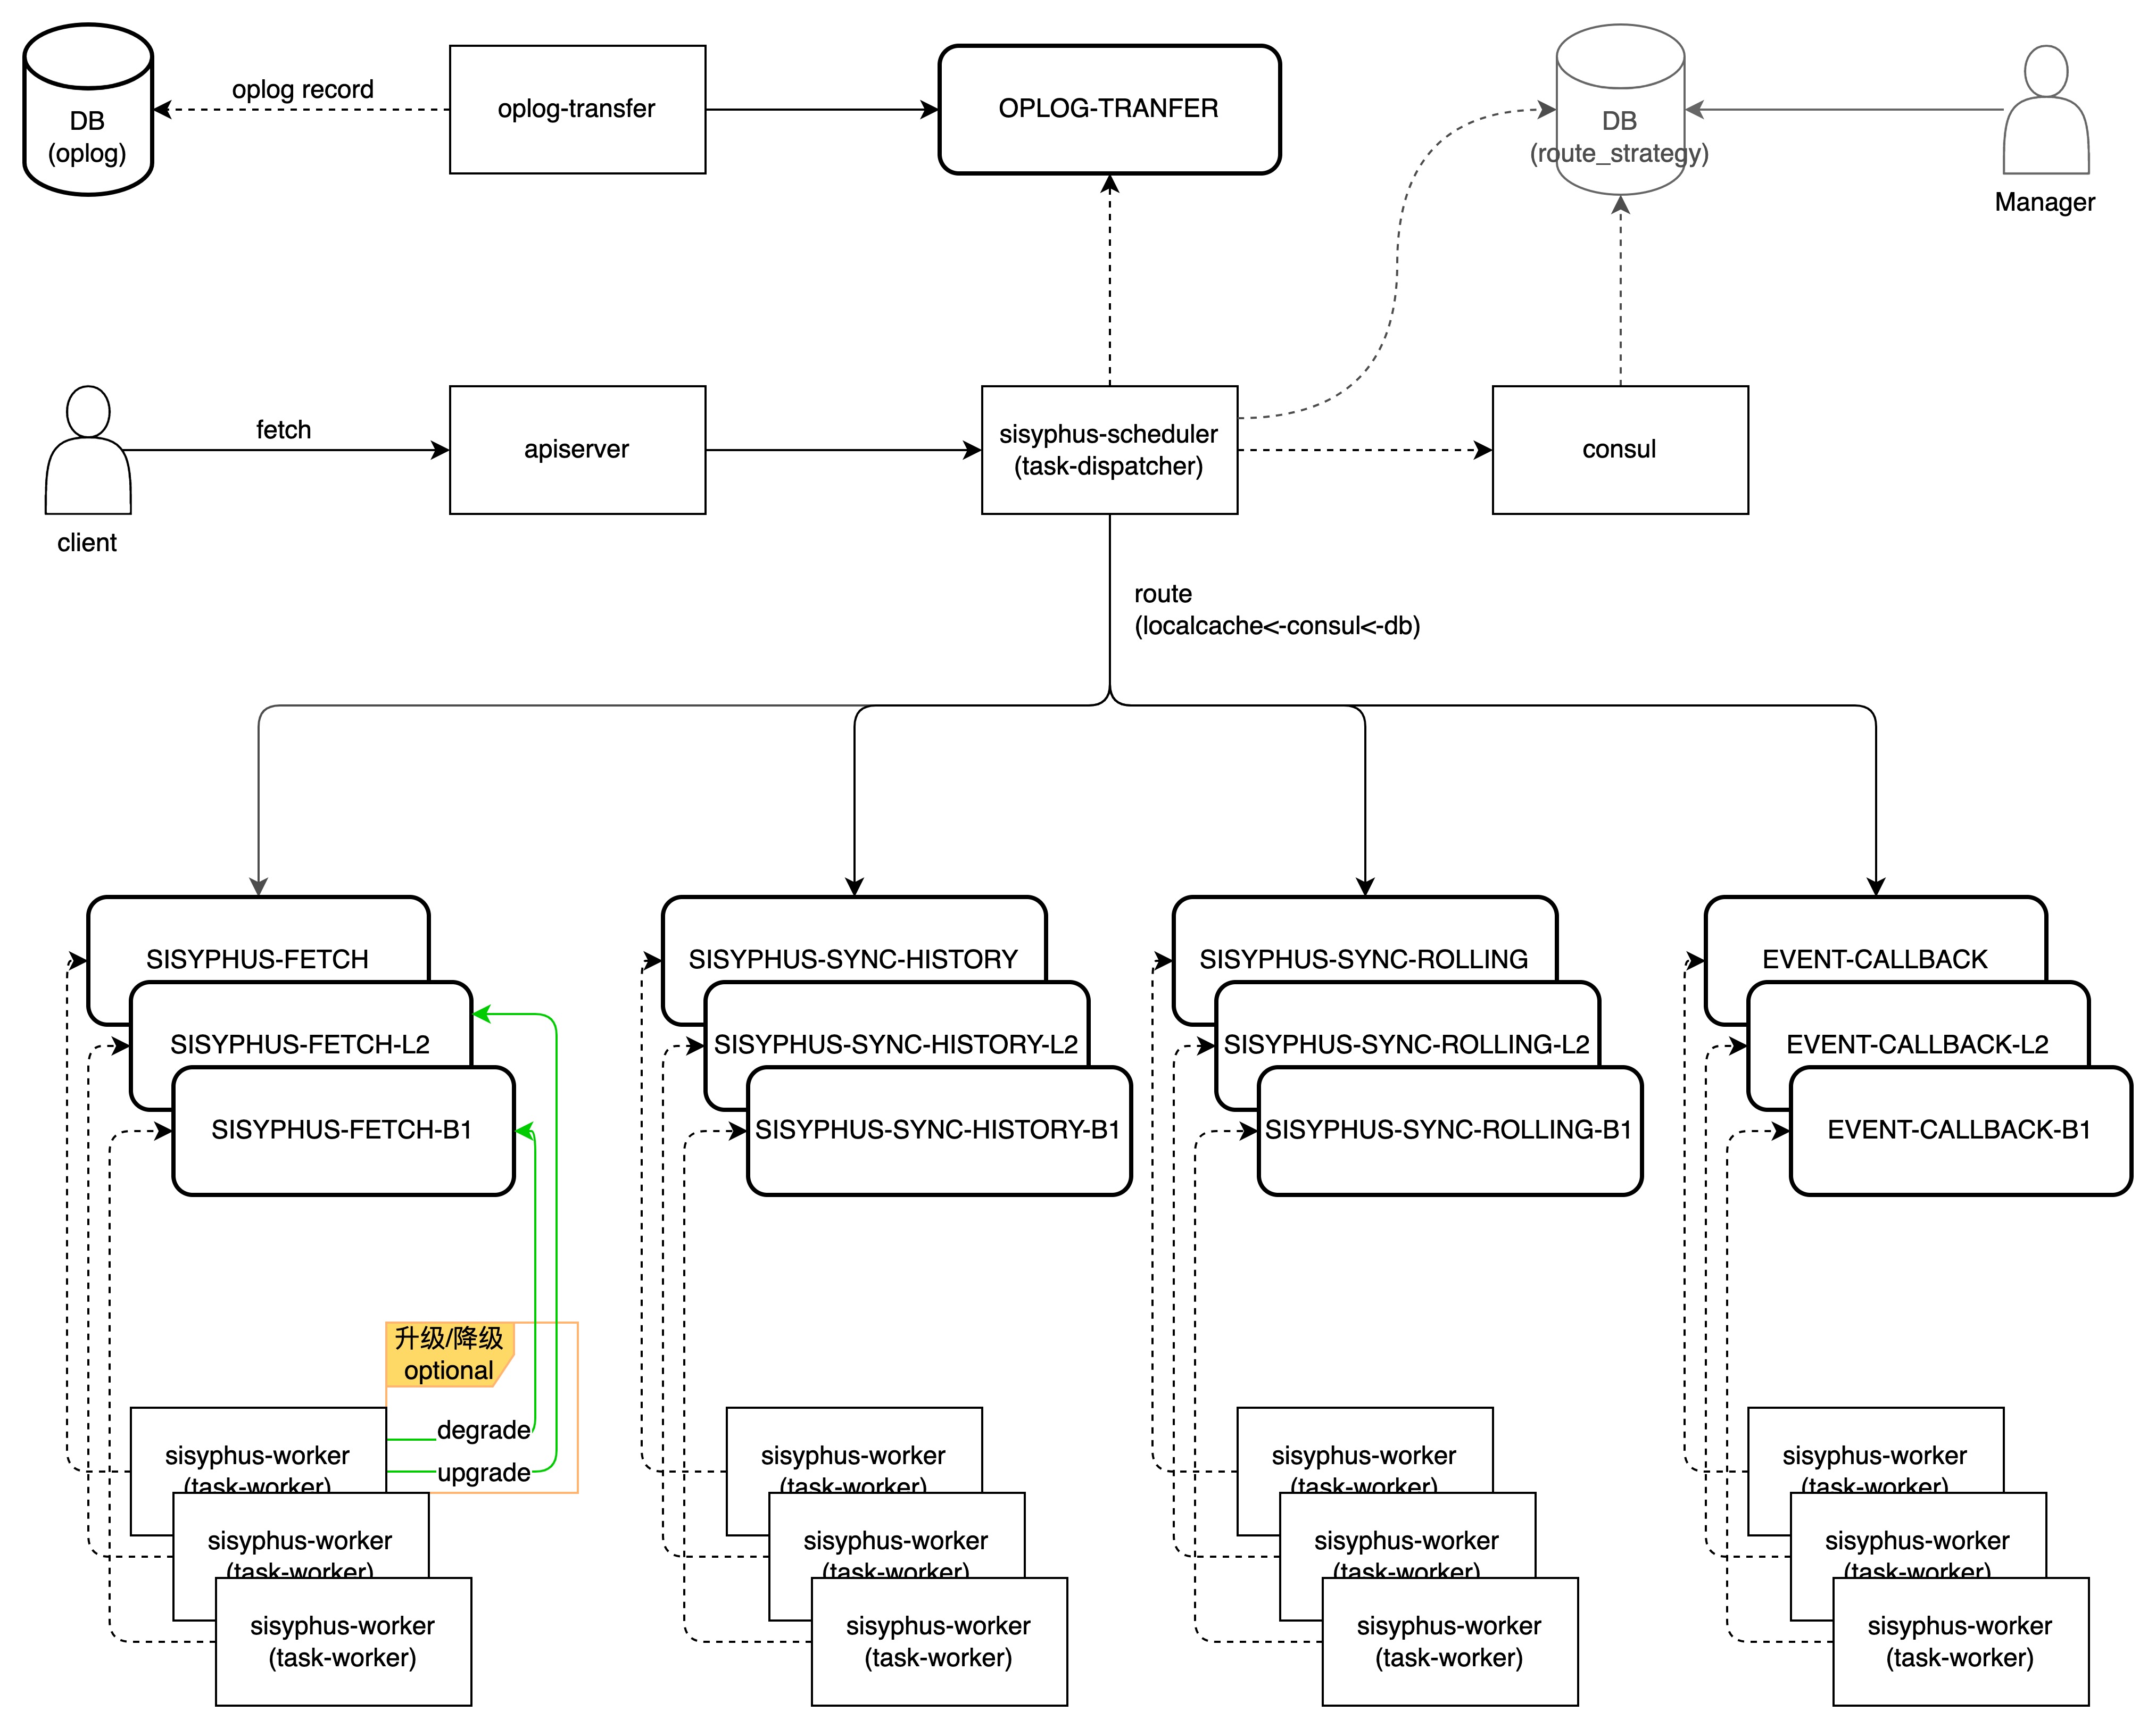 DB
(oplog)
oplog record
oplog-transfer
OPLOG-TRANFER
DB
(route_strategy)
Manager
client
fetch
apiserver
sisyphus-scheduler
(task-dispatcher)
consul
route
(localcache<-consul<-db)
SISYPHUS-FETCH
SISYPHUS-FETCH-L2
SISYPHUS-FETCH-B1
SISYPHUS-SYNC-HISTORY
SISYPHUS-SYNC-HISTORY-L2
SISYPHUS-SYNC-HISTORY-B1
SISYPHUS-SYNC-ROLLING
SISYPHUS-SYNC-ROLLING-L2
SISYPHUS-SYNC-ROLLING-B1
EVENT-CALLBACK
EVENT-CALLBACK-L2
EVENT-CALLBACK-B1
升级/降级
optional
degrade
upgrade
sisyphus-worker
(task-worker)
sisyphus-worker
(task-worker)
sisyphus-worker
(task-worker)
sisyphus-worker
(task-worker)
sisyphus-worker
(task-worker)
sisyphus-worker
(task-worker)
sisyphus-worker
(task-worker)
sisyphus-worker
(task-worker)
sisyphus-worker
(task-worker)
sisyphus-worker
(task-worker)
sisyphus-worker
(task-worker)
sisyphus-worker
(task-worker)